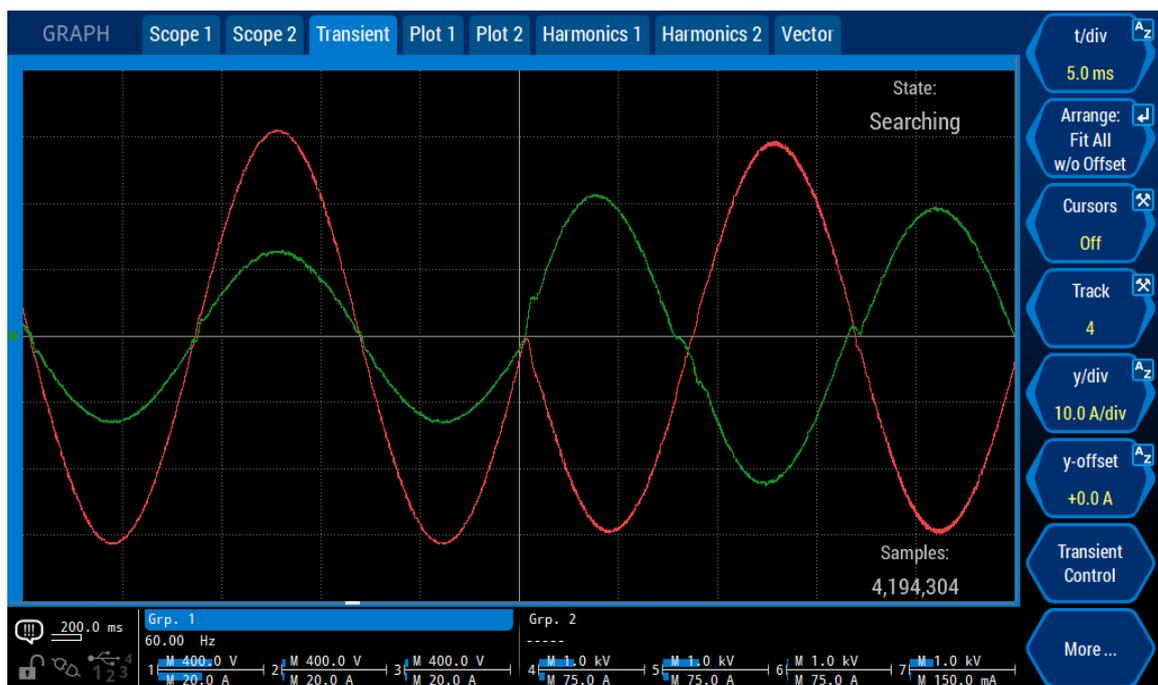 GRAPH Scope 1 Scope 2 Transient Plot 1 Plot 2 Harmonics 1 Harmonics 2 Vector
State:
Searching
Samples:
4,194,304
t/div
5.0 ms
Arrange:
Fit All
w/o Offset
Cursors
Off
Track
4
y/div
10.0 A/div
y-offset
+0.0 A
Transient
Control
More ...
200.0 ms
Grp. 1
60.00 Hz
Grp. 2
-----
1 M 400.0 V 2 M 400.0 V 3 M 400.0 V 4 M 1.0 kV 5 M 1.0 kV 6 M 1.0 kV 7 M 1.0 kV
M 20.0 A M 20.0 A M 20.0 A M 75.0 A M 75.0 A M 75.0 A M 150.0 mA
!!!
4
1 2 3
A Z
A Z
A Z